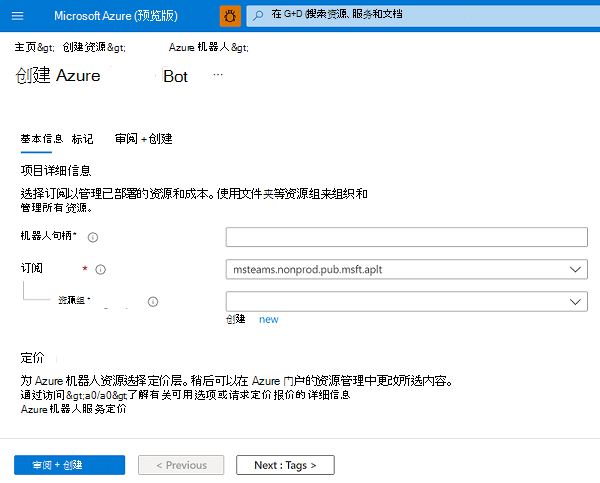 Microsoft Azure (预览版)
在 G+D (搜索资源、服务和文档
主页&gt; 创建资源&gt; Azure 机器人&gt;
创建 Azure Bot ...
基本信息 标记 审阅 +创建
项目详细信息
选择订阅以管理已部署的资源和成本。使用文件夹等资源组来组织和
管理所有资源。
机器人句柄*
订阅 *
msteams.nonprod.pub.msft.aplt
资源组 *
创建 new
定价
为 Azure 机器人资源选择定价层。稍后可以在 Azure 门户的资源管理中更改所选内容。
通过访问&gt;a0/a0&gt;了解有关可用选项或请求定价报价的详细信息
Azure机器人服务定价
审阅 + 创建
< Previous
Next : Tags >